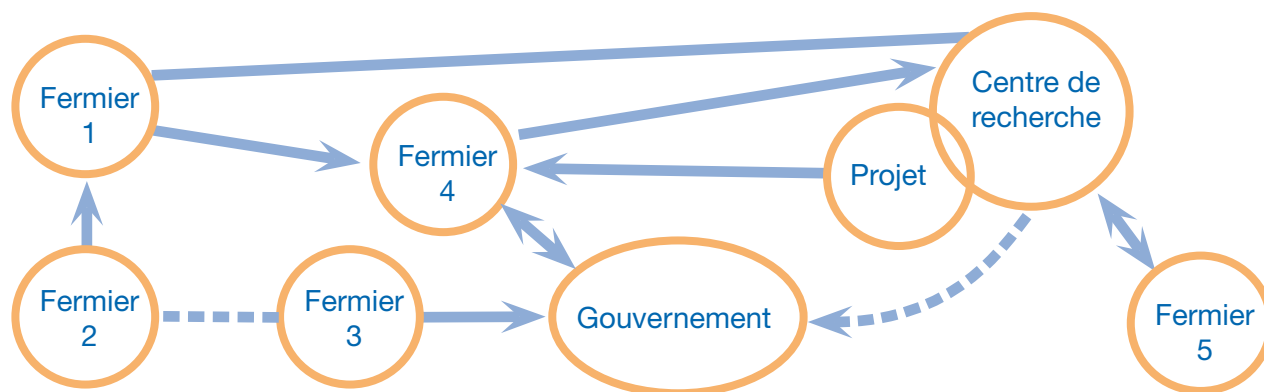 Fermier
1
Centre de
recherche
Fermier
4
Projet
Fermier
2
Fermier
3
Gouvernement
Fermier
5